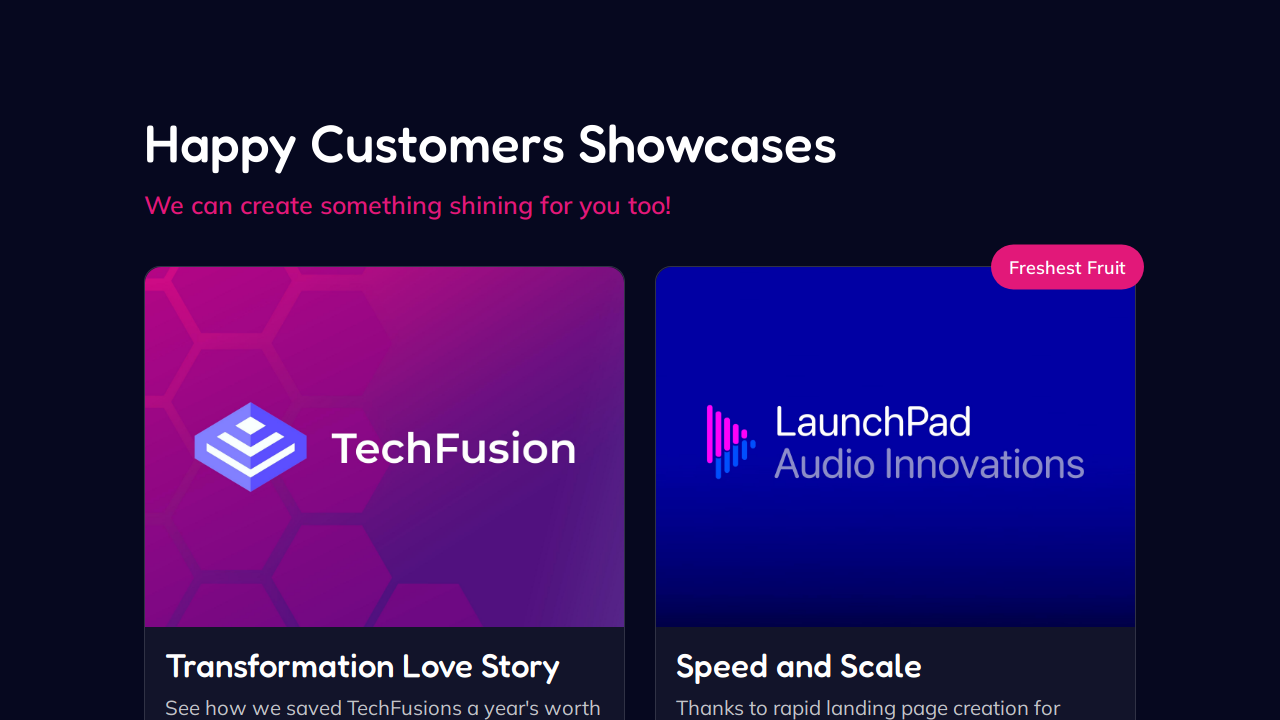 Happy Customers Showcases
We can create something shining for you too!
Freshest Fruit
TechFusion
LaunchPad
Audio Innovations
Transformation Love Story
See how we saved TechFusions a year's worth
Speed and Scale
Thanks to rapid landing page creation for